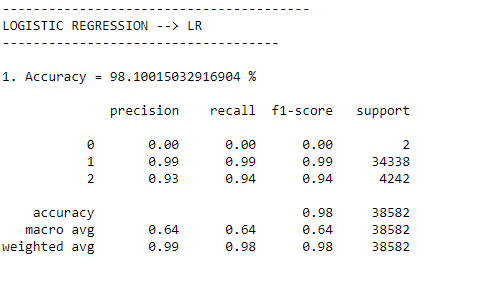 ---------------------------------------
LOGISTIC REGRESSION --> LR
-----------------------------------
1. Accuracy = 98.10015032916904 %
precision recall f1-score support
0 0.00 0.00 0.00 2
1 0.99 0.99 0.99 34338
2 0.93 0.94 0.94 4242
accuracy 0.98 38582
macro avg 0.64 0.64 0.64 38582
weighted avg 0.99 0.98 0.98 38582